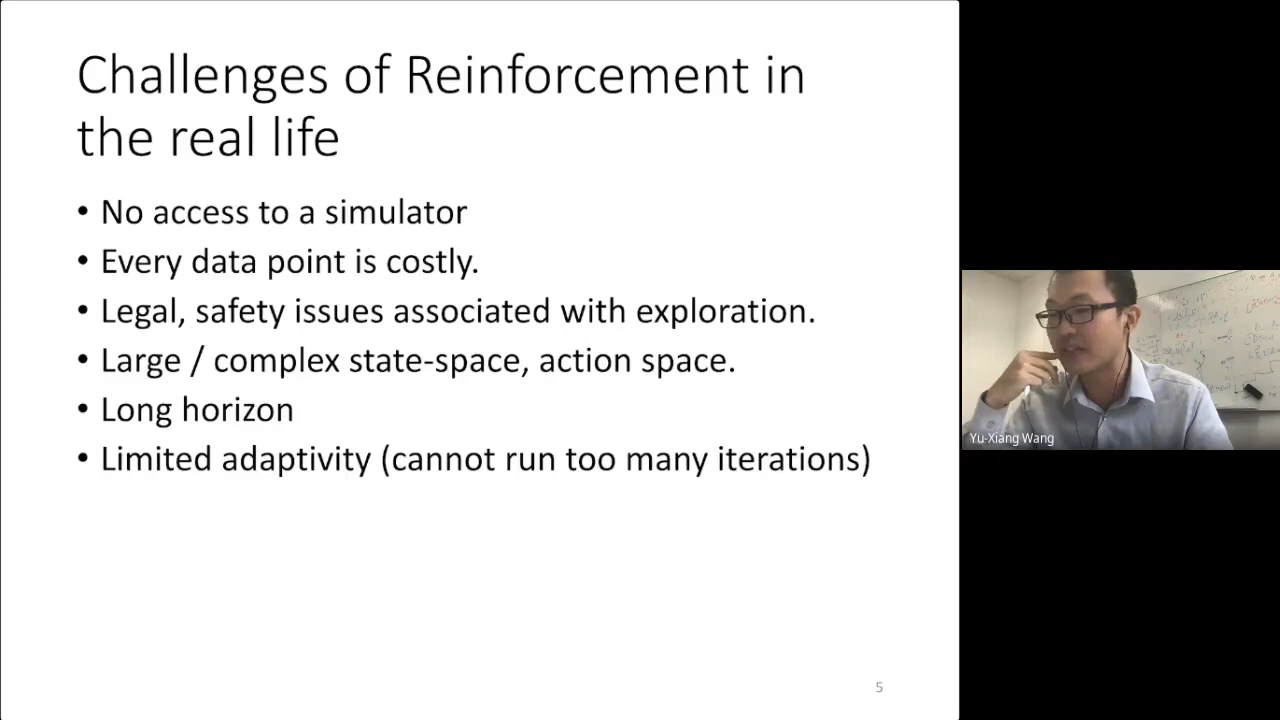 Challenges of Reinforcement in
the real life
• No access to a simulator
• Every data point is costly.
• Legal, safety issues associated with exploration.
• Large / complex state-space, action space.
• Long horizon
• Limited adaptivity (cannot run too many iterations)
5
Yu-Xiang Wang